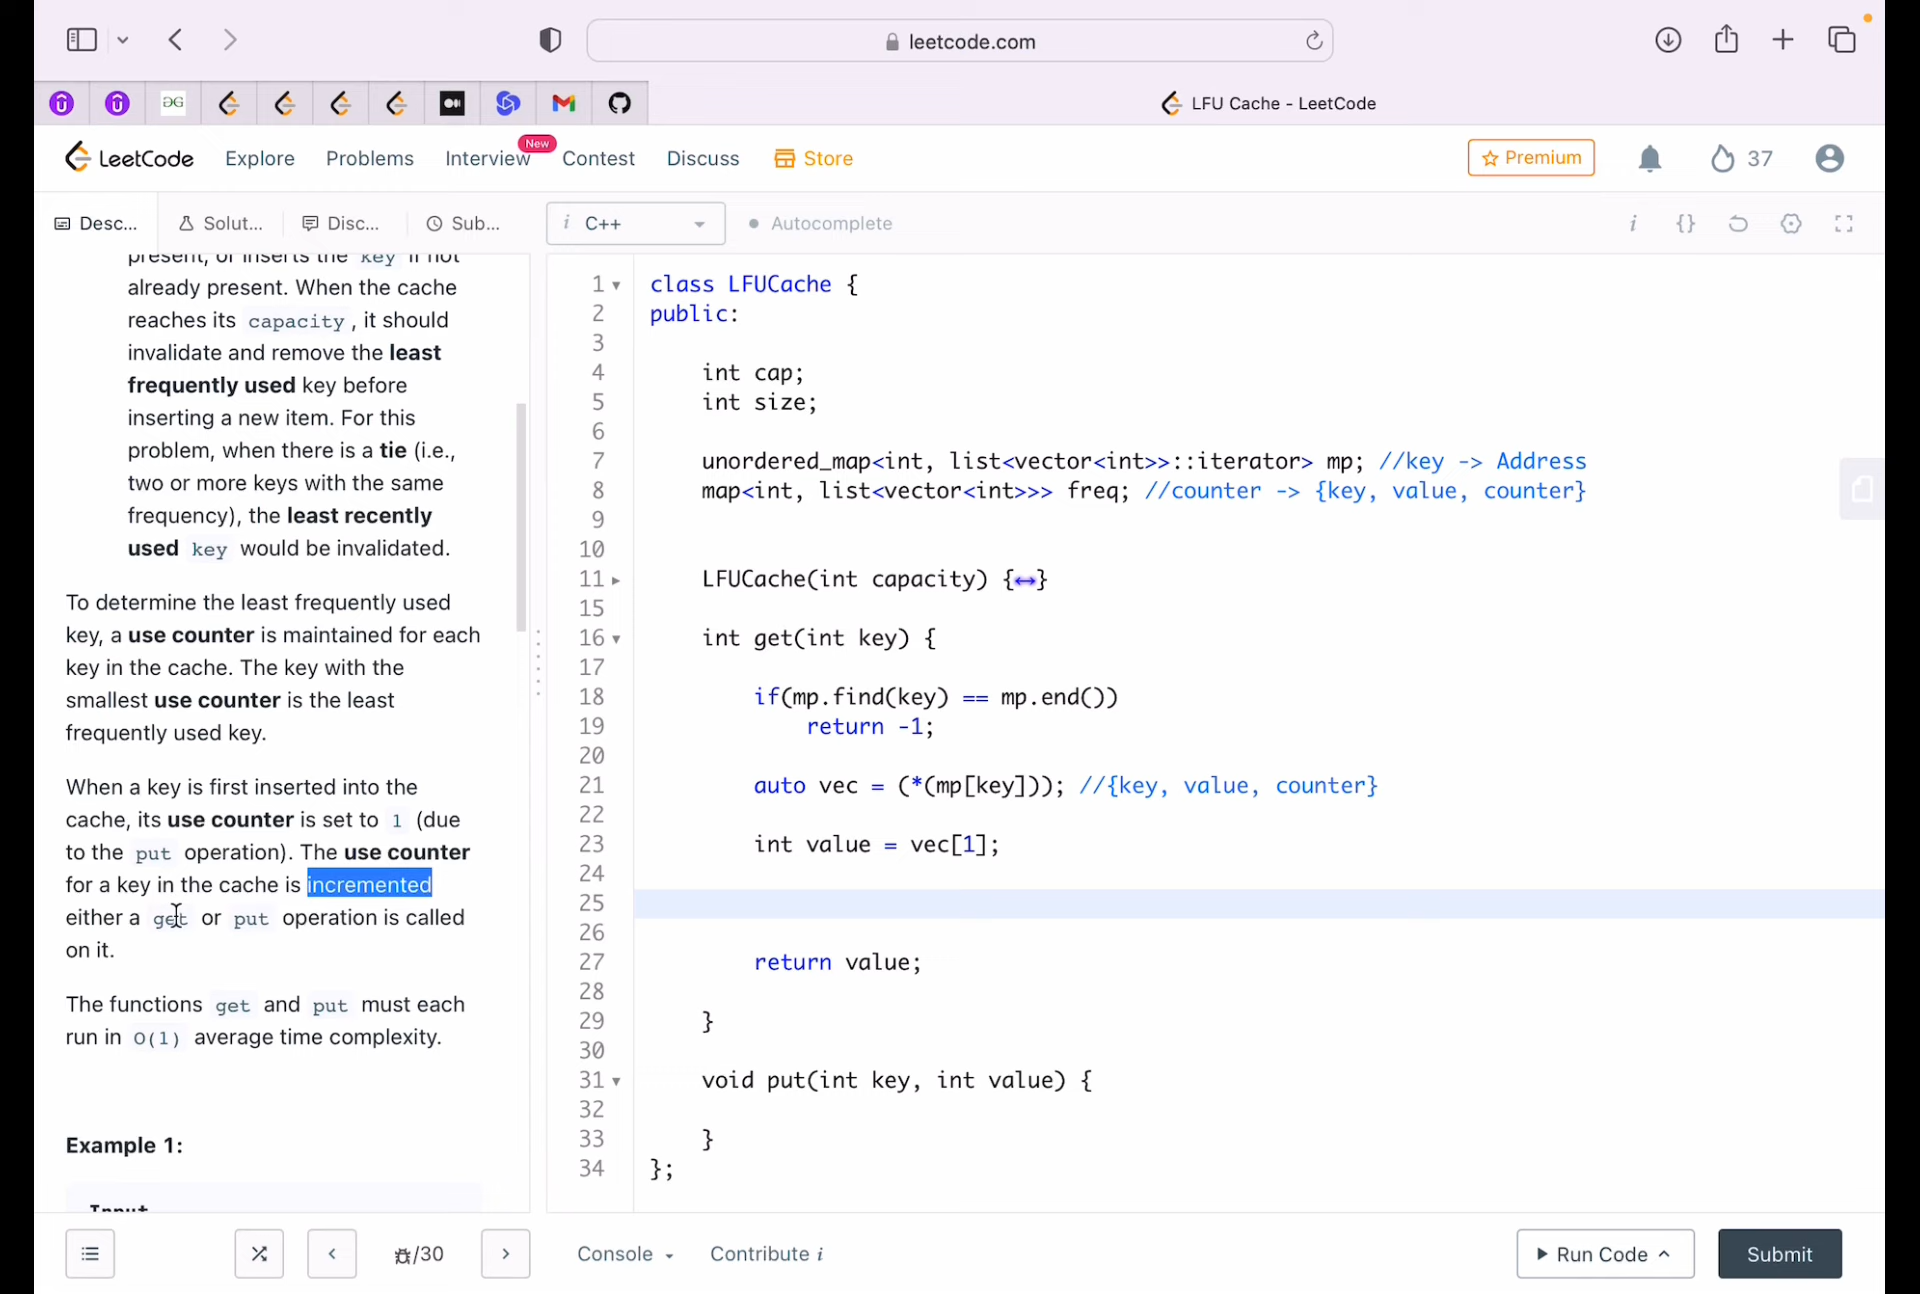 leetcode.com
LFU Cache - LeetCode
LeetCode Explore Problems Interview New Contest Discuss Store Premium 37
Desc... Solut... Disc... Sub... i C++ Autocomplete i {}
present, or inserts the key if not
already present. When the cache
reaches its capacity , it should
invalidate and remove the least
frequently used key before
inserting a new item. For this
problem, when there is a tie (i.e.,
two or more keys with the same
frequency), the least recently
used key would be invalidated.
To determine the least frequently used
key, a use counter is maintained for each
key in the cache. The key with the
smallest use counter is the least
frequently used key.
When a key is first inserted into the
cache, its use counter is set to 1 (due
to the put operation). The use counter
for a key in the cache is incremented
either a get or put operation is called
on it.
The functions get and put must each
run in O(1) average time complexity.
Example 1:
Input
1 class LFUCache {
2 public:
3
4 int cap;
5 int size;
6
7 unordered_map<int, list<vector<int>>::iterator> mp; //key -> Address
8 map<int, list<vector<int>>> freq; //counter -> {key, value, counter}
9
10
11 LFUCache(int capacity) {↔}
15
16 int get(int key) {
17
18 if(mp.find(key) == mp.end())
19 return -1;
20
21 auto vec = (*(mp[key])); //{key, value, counter}
22
23 int value = vec[1];
24
25
26
27 return value;
28
29 }
30
31 void put(int key, int value) {
32
33 }
34 };
/30 Console Contribute i Run Code Submit